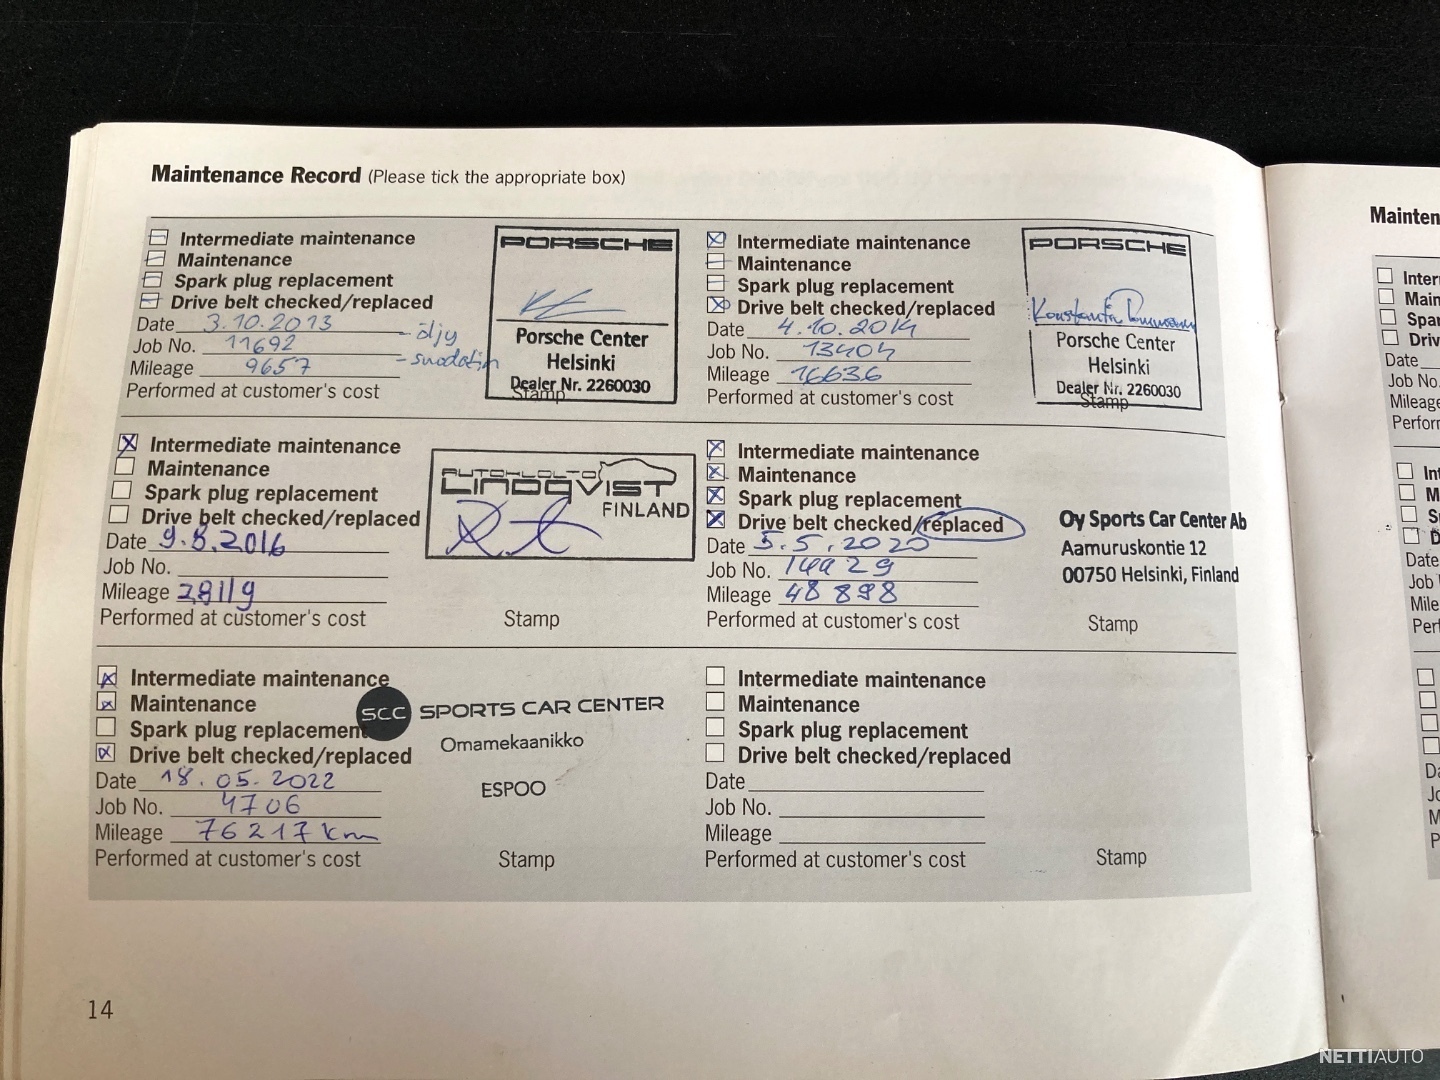 Maintenance Record (Please tick the appropriate box)
Intermediate maintenance
Maintenance
Spark plug replacement
Drive belt checked/replaced
Date 3.10.2013
Job No. 11692
Mileage 9657
Performed at customer's cost
- öljy
- suodatin
PORSCHE
Porsche Center
Helsinki
Dealer Nr. 2260030
Stamp
Intermediate maintenance
Maintenance
Spark plug replacement
Drive belt checked/replaced
Date 4.10.2014
Job No. 13404
Mileage 16636
Performed at customer's cost
PORSCHE
Porsche Center
Helsinki
Dealer Nr. 2260030
Stamp
Intermediate maintenance
Maintenance
Spark plug replacement
Drive belt checked/replaced
Date 9.8.2016
Job No.
Mileage 28119
Performed at customer's cost
AUTOHUOLTO
LINDQVIST
FINLAND
Stamp
Intermediate maintenance
Maintenance
Spark plug replacement
Drive belt checked/replaced
Date 5.5.2020
Job No.
Mileage 48 898
Performed at customer's cost
Oy Sports Car Center Ab
Aamuruskontie 12
00750 Helsinki, Finland
Stamp
Intermediate maintenance
Maintenance
Spark plug replacement
Drive belt checked/replaced
Date 18.05.2022
Job No. 4706
Mileage 76217 km
Performed at customer's cost
SCC SPORTS CAR CENTER
Omamekaanikko
ESPOO
Stamp
Intermediate maintenance
Maintenance
Spark plug replacement
Drive belt checked/replaced
Date
Job No.
Mileage
Performed at customer's cost
Stamp
14
NETTIAUTO